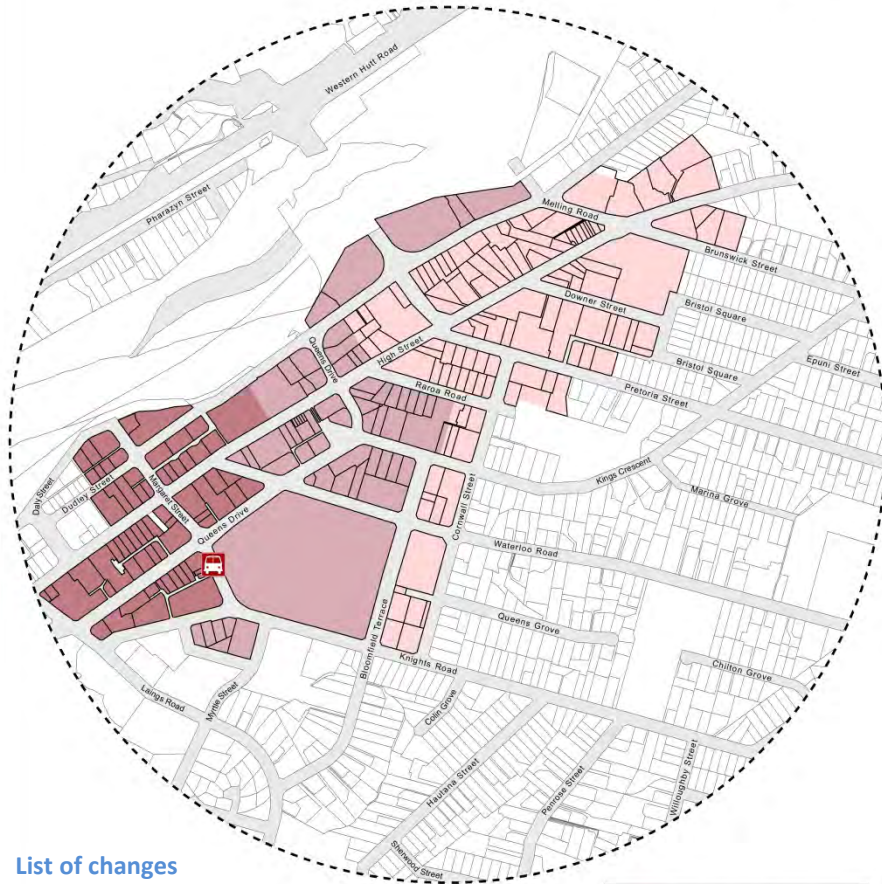 Western Hutt Road
Pharazyn Street
Melling Road
Brunswick Street
Downer Street
Bristol Square
Queens Drive
High Street
Bristol Square
Epuni Street
Raroa Road
Pretoria Street
Kings Crescent
Marina Grove
Daly Street
Dudley Street
Margaret Street
Queens Drive
Cornwall Street
Waterloo Road
Queens Grove
Bloomfield Terrace
Knights Road
Chilton Grove
Laings Road
Myrtle Street
Colin Grove
Hautana Street
Penrose Street
Willoughby Street
Sherwood Street
List of changes